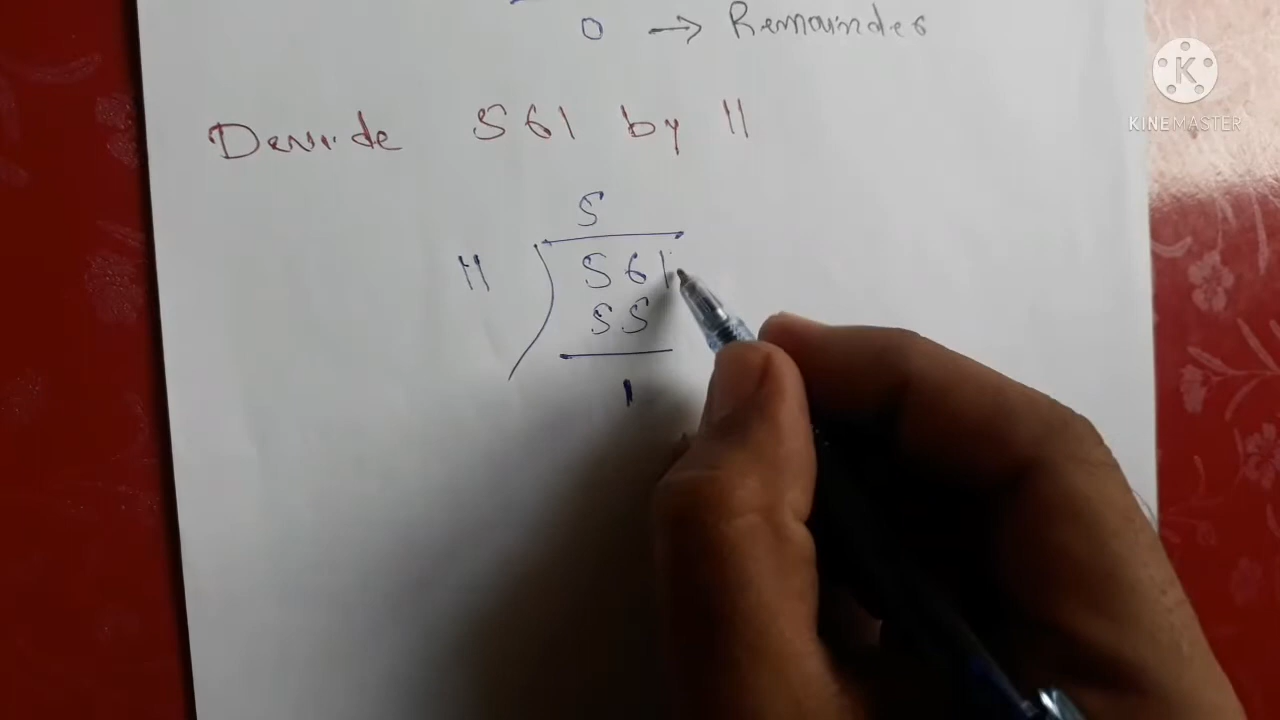 0 → Remainder
Devide 561 by 11
5
11 ) 561
55
1
K
KINEMASTER